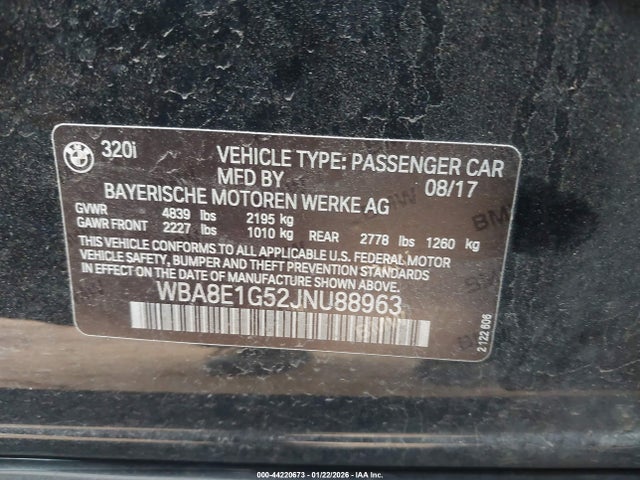 320i VEHICLE TYPE: PASSENGER CAR
MFD BY 08/17
BAYERISCHE MOTOREN WERKE AG
GVWR 4839 lbs 2195 kg
GAWR FRONT 2227 lbs 1010 kg REAR 2778 lbs 1260 kg
THIS VEHICLE CONFORMS TO ALL APPLICABLE U.S. FEDERAL MOTOR
VEHICLE SAFETY, BUMPER AND THEFT PREVENTION STANDARDS
IN EFFECT ON THE DATE OF MANUFACTURE SHOWN ABOVE.
WBA8E1G52JNU88963
2 122 606
000-44220673 - 01/22/2026 - IAA Inc.